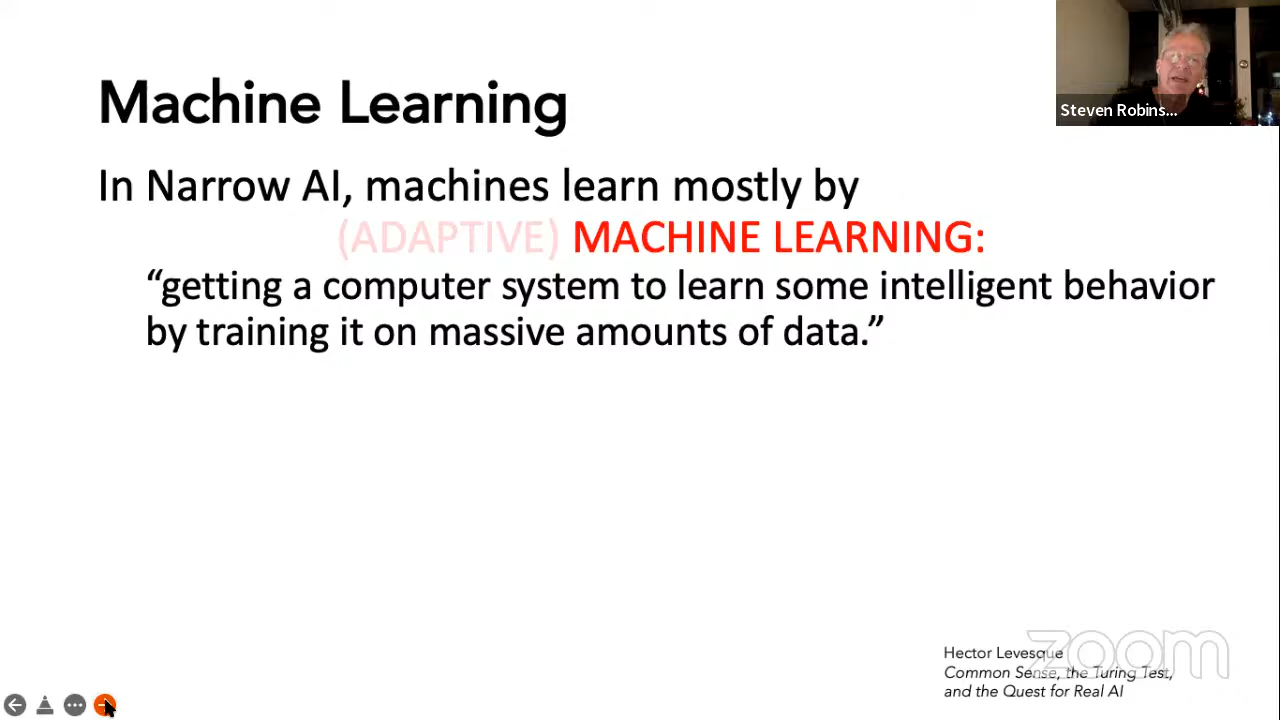 Machine Learning
In Narrow AI, machines learn mostly by
(ADAPTIVE) MACHINE LEARNING:
“getting a computer system to learn some intelligent behavior
by training it on massive amounts of data.”
Steven Robins...
Hector Levesque
Common Sense, the Turing Test,
and the Quest for Real AI
zoom